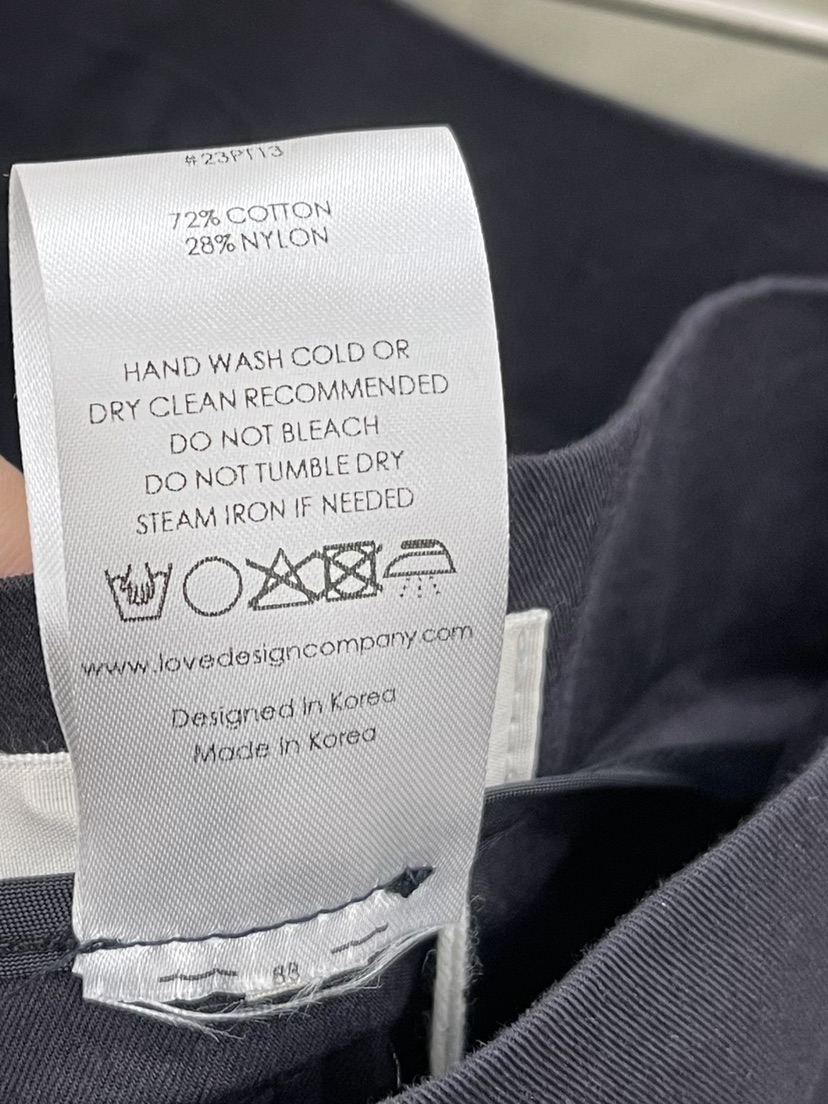 #23PT13
72% COTTON
28% NYLON
HAND WASH COLD OR
DRY CLEAN RECOMMENDED
DO NOT BLEACH
DO NOT TUMBLE DRY
STEAM IRON IF NEEDED
www.lovedesigncompany.com
Designed in Korea
Made in Korea
88